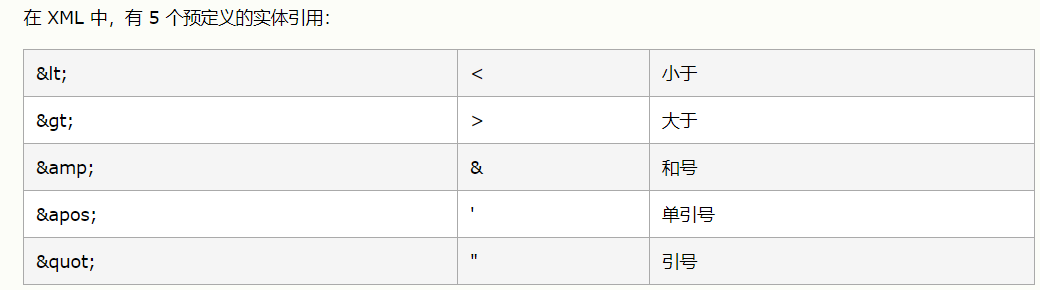 在 XML 中，有 5 个预定义的实体引用：
&lt; < 小于
&gt; > 大于
&amp; & 和号
&apos; ' 单引号
&quot; " 引号